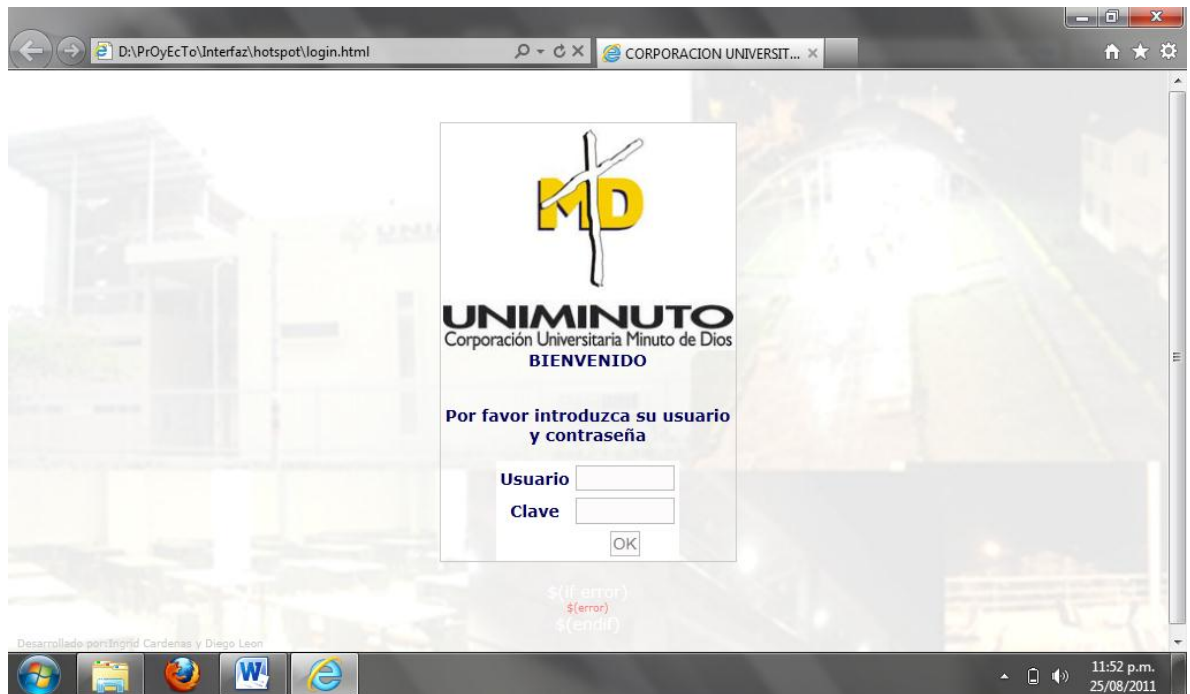 D:\PrOyEcTo\Interfaz\hotspot\login.html
CORPORACION UNIVERSIT...
MD
UNIMINUTO
Corporación Universitaria Minuto de Dios
BIENVENIDO
Por favor introduzca su usuario
y contraseña
Usuario
Clave
OK
$(if error)
$(error)
$(endif)
Desarrollado por:Ingrid Cardenas y Diego Leon
11:52 p.m.
25/08/2011